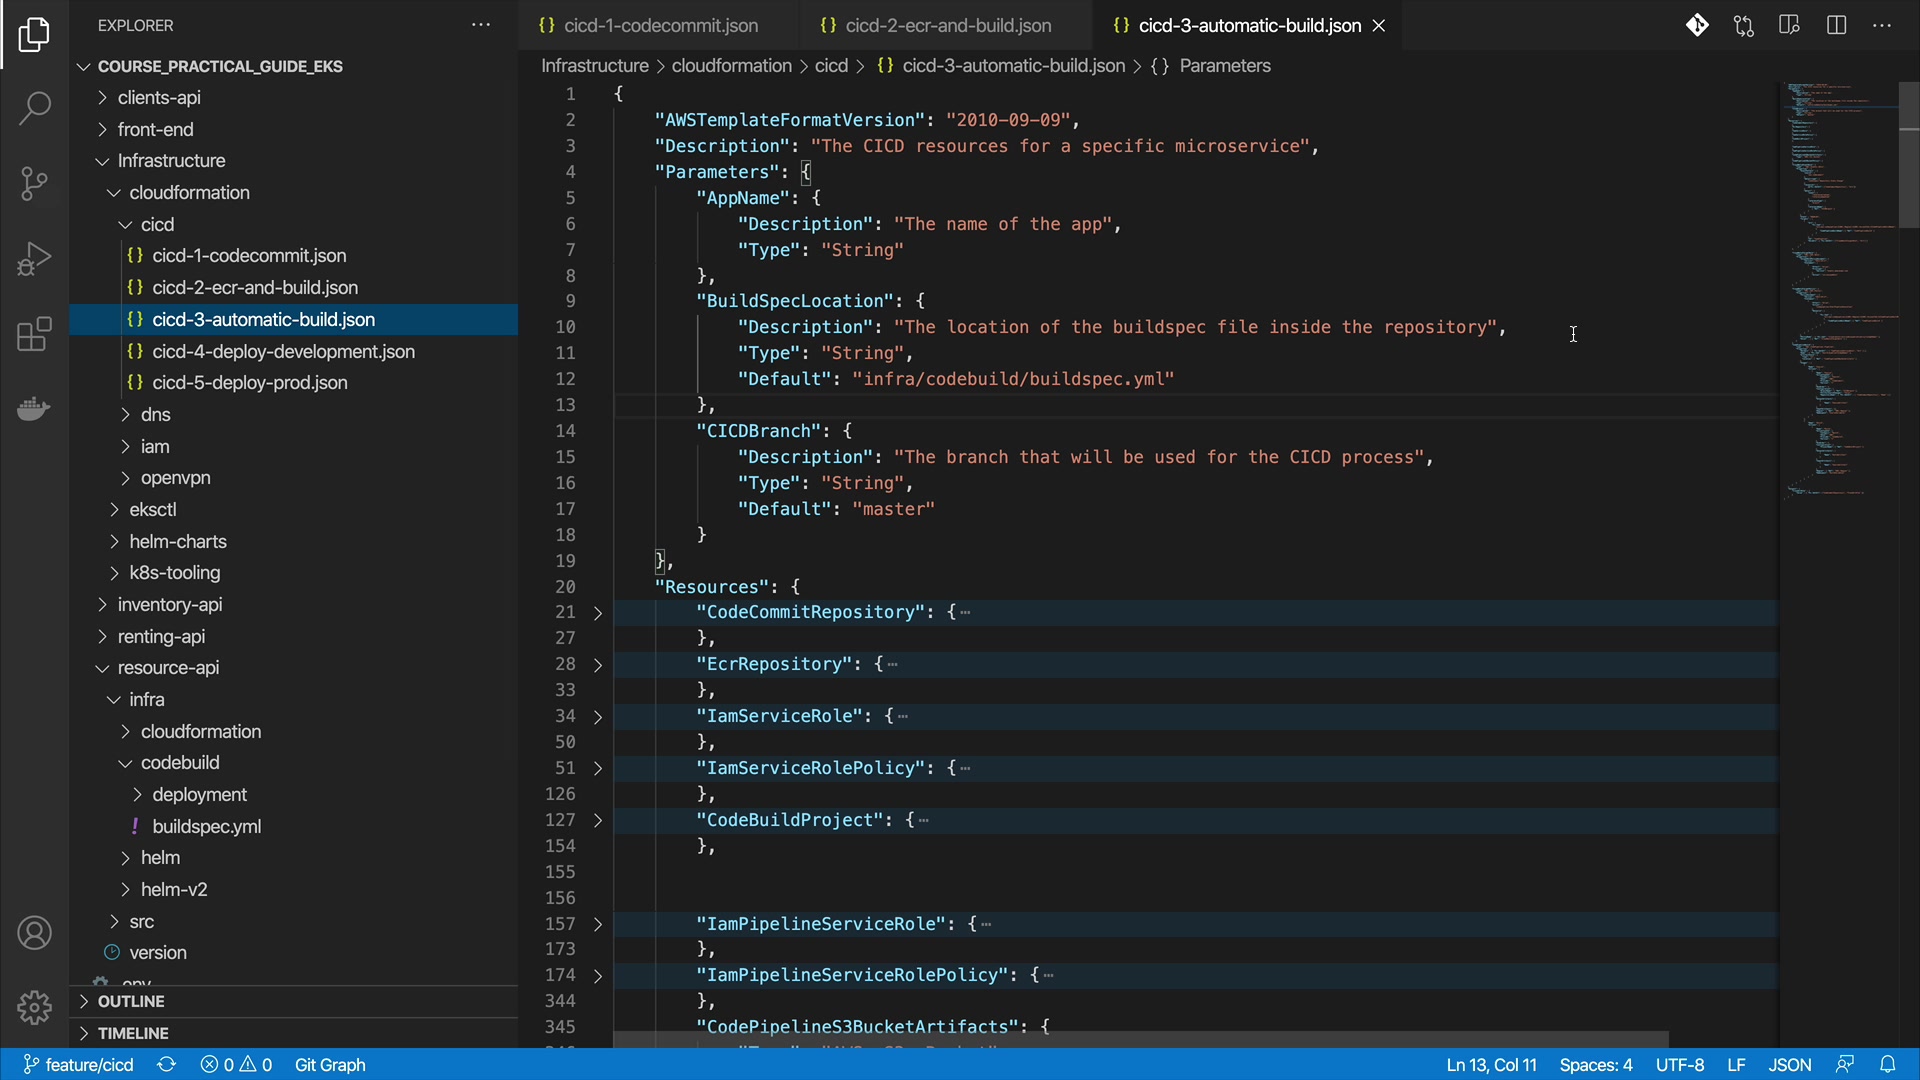 EXPLORER
COURSE_PRACTICAL_GUIDE_EKS
clients-api
front-end
Infrastructure
cloudformation
cicd
{} cicd-1-codecommit.json
{} cicd-2-ecr-and-build.json
{} cicd-3-automatic-build.json
{} cicd-4-deploy-development.json
{} cicd-5-deploy-prod.json
dns
iam
openvpn
eksctl
helm-charts
k8s-tooling
inventory-api
renting-api
resource-api
infra
cloudformation
codebuild
deployment
! buildspec.yml
helm
helm-v2
src
version
OUTLINE
TIMELINE
{} cicd-1-codecommit.json {} cicd-2-ecr-and-build.json {} cicd-3-automatic-build.json
Infrastructure > cloudformation > cicd > {} cicd-3-automatic-build.json > {} Parameters
1 {
2 "AWSTemplateFormatVersion": "2010-09-09",
3 "Description": "The CICD resources for a specific microservice",
4 "Parameters": {
5 "AppName": {
6 "Description": "The name of the app",
7 "Type": "String"
8 },
9 "BuildSpecLocation": {
10 "Description": "The location of the buildspec file inside the repository",
11 "Type": "String",
12 "Default": "infra/codebuild/buildspec.yml"
13 },
14 "CICDBranch": {
15 "Description": "The branch that will be used for the CICD process",
16 "Type": "String",
17 "Default": "master"
18 }
19 },
20 "Resources": {
21 "CodeCommitRepository": {…
27 },
28 "EcrRepository": {…
33 },
34 "IamServiceRole": {…
50 },
51 "IamServiceRolePolicy": {…
126 },
127 "CodeBuildProject": {…
154 },
155
156
157 "IamPipelineServiceRole": {…
173 },
174 "IamPipelineServiceRolePolicy": {…
344 },
345 "CodePipelineS3BucketArtifacts": {
feature/cicd 0 0 Git Graph Ln 13, Col 11 Spaces: 4 UTF-8 LF JSON